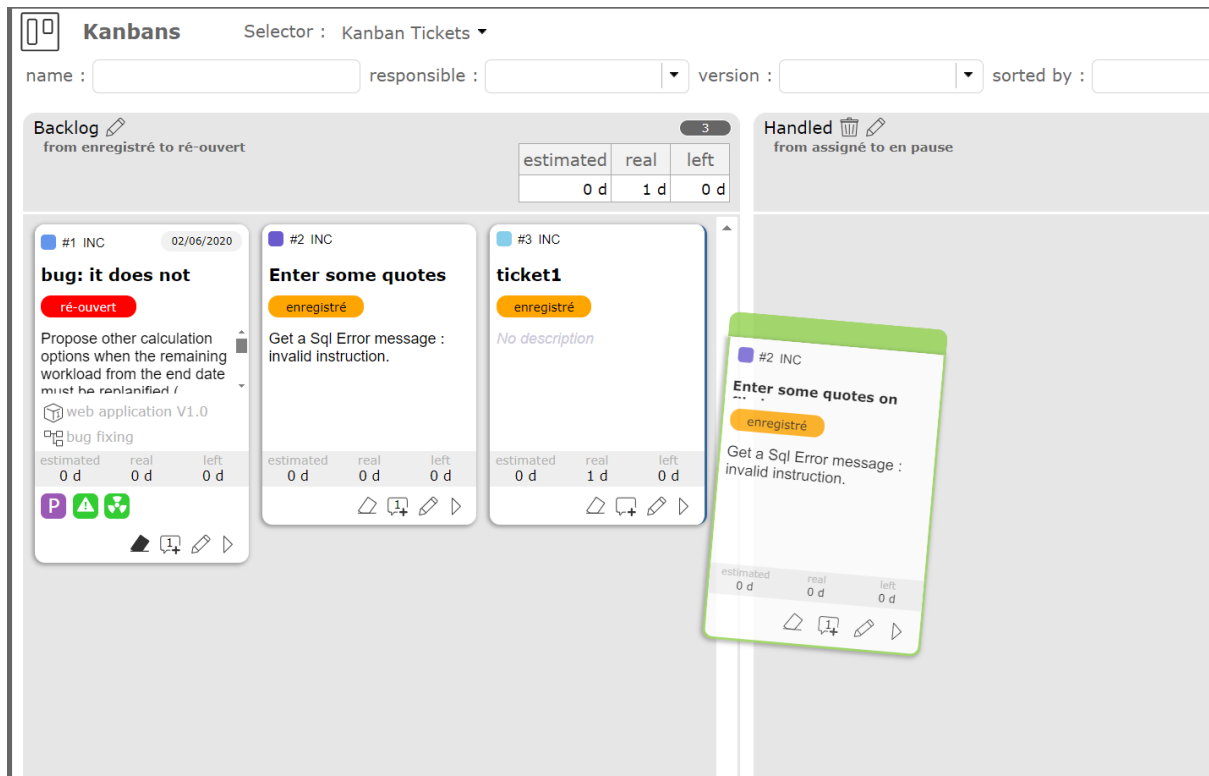 Kanbans Selector : Kanban Tickets
name : responsible : version : sorted by :
Backlog
from enregistré to ré-ouvert
3
estimated real left
0 d 1 d 0 d
Handled
from assigné to en pause
#1 INC 02/06/2020
bug: it does not
ré-ouvert
Propose other calculation
options when the remaining
workload from the end date
must be replanified (
web application V1.0
bug fixing
estimated real left
0 d 0 d 0 d
P
1
#2 INC
Enter some quotes
enregistré
Get a Sql Error message :
invalid instruction.
estimated real left
0 d 0 d 0 d
1
#3 INC
ticket1
enregistré
No description
estimated real left
0 d 1 d 0 d
#2 INC
Enter some quotes on
enregistré
Get a Sql Error message :
invalid instruction.
estimated real left
0 d 0 d 0 d
1